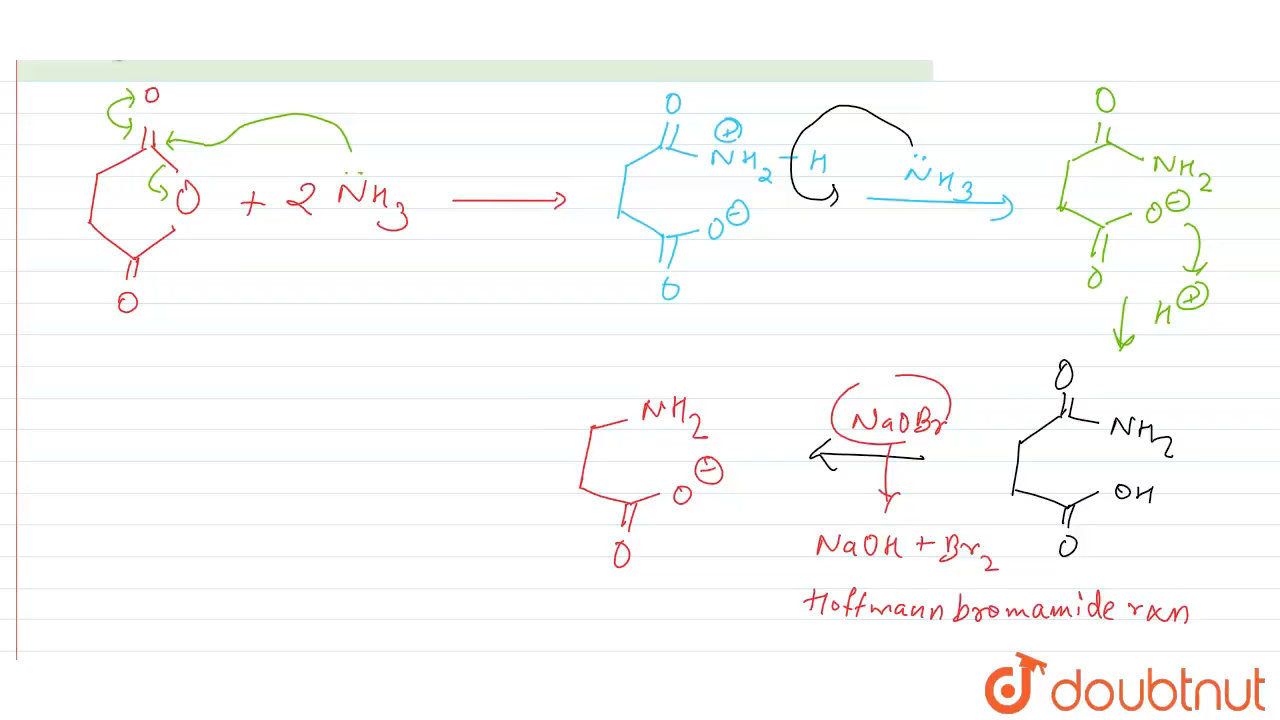 O
O + 2 NH3
O
O
⊕
NH2 - H
NH3
O ⊖
O
O
NH2
O ⊖
O
H ⊕
O
NH2
OH
O
NaOBr
NH2
O ⊖
O
NaOH + Br2
Hoffmann bromamide rxn
doubtnut